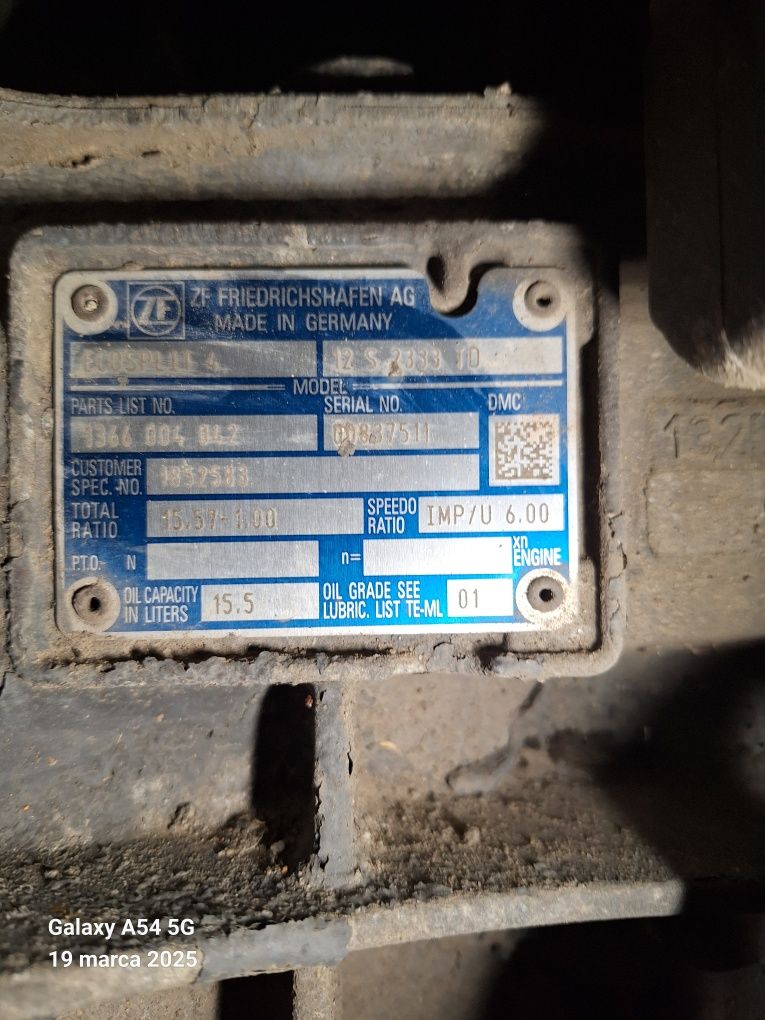 ZF
ZF FRIEDRICHSHAFEN AG
MADE IN GERMANY
ECOSPLIT 4 12 S 2333 TD
MODEL
PARTS LIST NO. SERIAL NO. DMC
1366 004 042 00837511
CUSTOMER
SPEC.-NO. 1852583
TOTAL
RATIO 15.57-1.00 SPEEDO
RATIO IMP/U 6.00
P.T.O.- N n= xn
ENGINE
OIL CAPACITY
IN LITERS 15.5 OIL GRADE SEE
LUBRIC. LIST TE-ML 01
Galaxy A54 5G
19 marca 2025